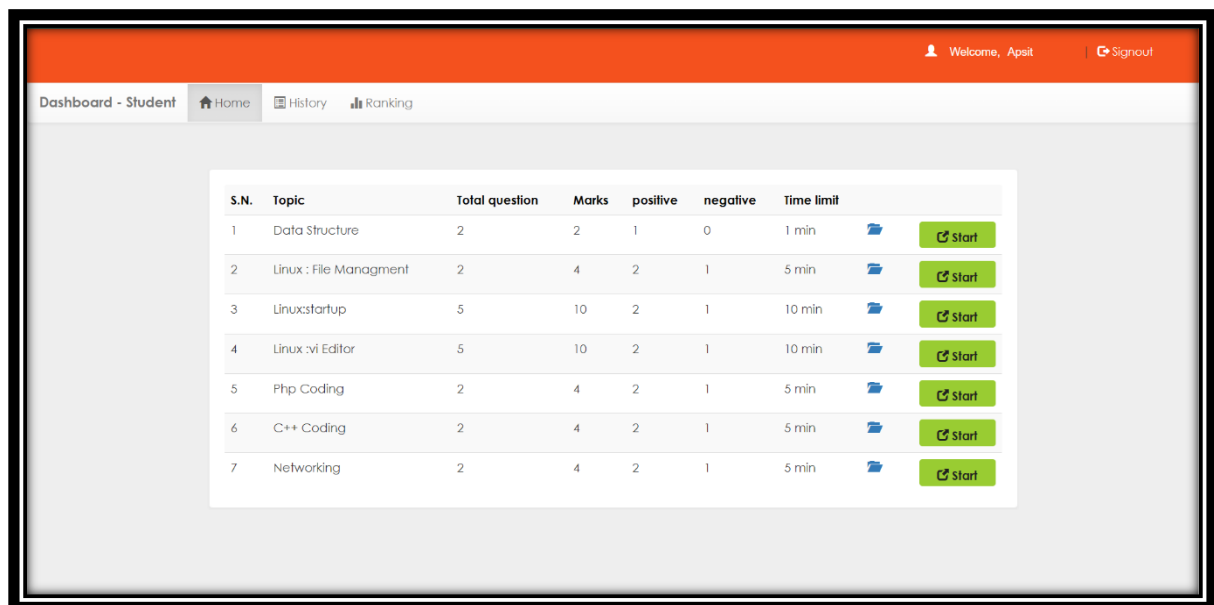 Welcome, Apsit | Signout
Dashboard - Student Home History Ranking
S.N. Topic Total question Marks positive negative Time limit
1 Data Structure 2 2 1 0 1 min Start
2 Linux : File Managment 2 4 2 1 5 min Start
3 Linux:startup 5 10 2 1 10 min Start
4 Linux :vi Editor 5 10 2 1 10 min Start
5 Php Coding 2 4 2 1 5 min Start
6 C++ Coding 2 4 2 1 5 min Start
7 Networking 2 4 2 1 5 min Start